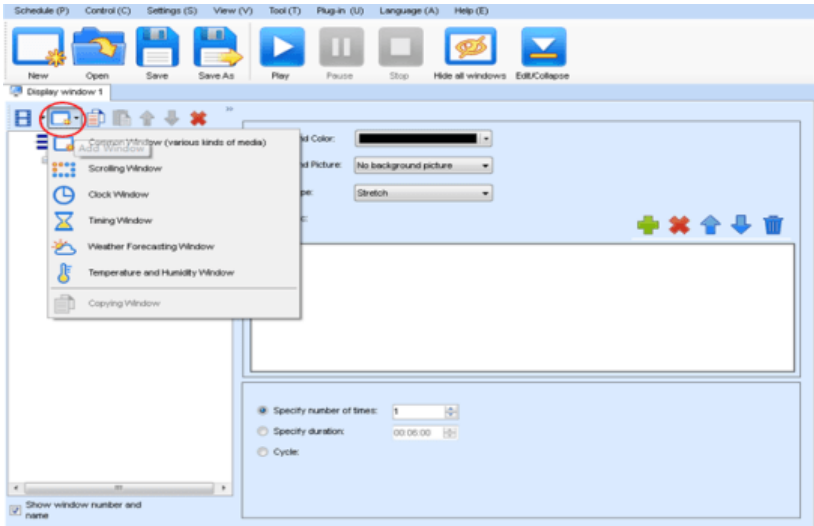 Schedule (P) Control (C) Settings (S) View (V) Tool (T) Plug-in (U) Language (A) Help (E)
New Open Save Save As Play Pause Stop Hide all windows Edit/Collapse
Display window 1
»
Common Window (various kinds of media)
Add Window
Scrolling Window
Clock Window
Timing Window
Weather Forecasting Window
Temperature and Humidity Window
Copying Window
Color:
Picture: No background picture
Stretch
Specify number of times: 1
Specify duration: 00:06:00
Cycle:
Show window number and
name